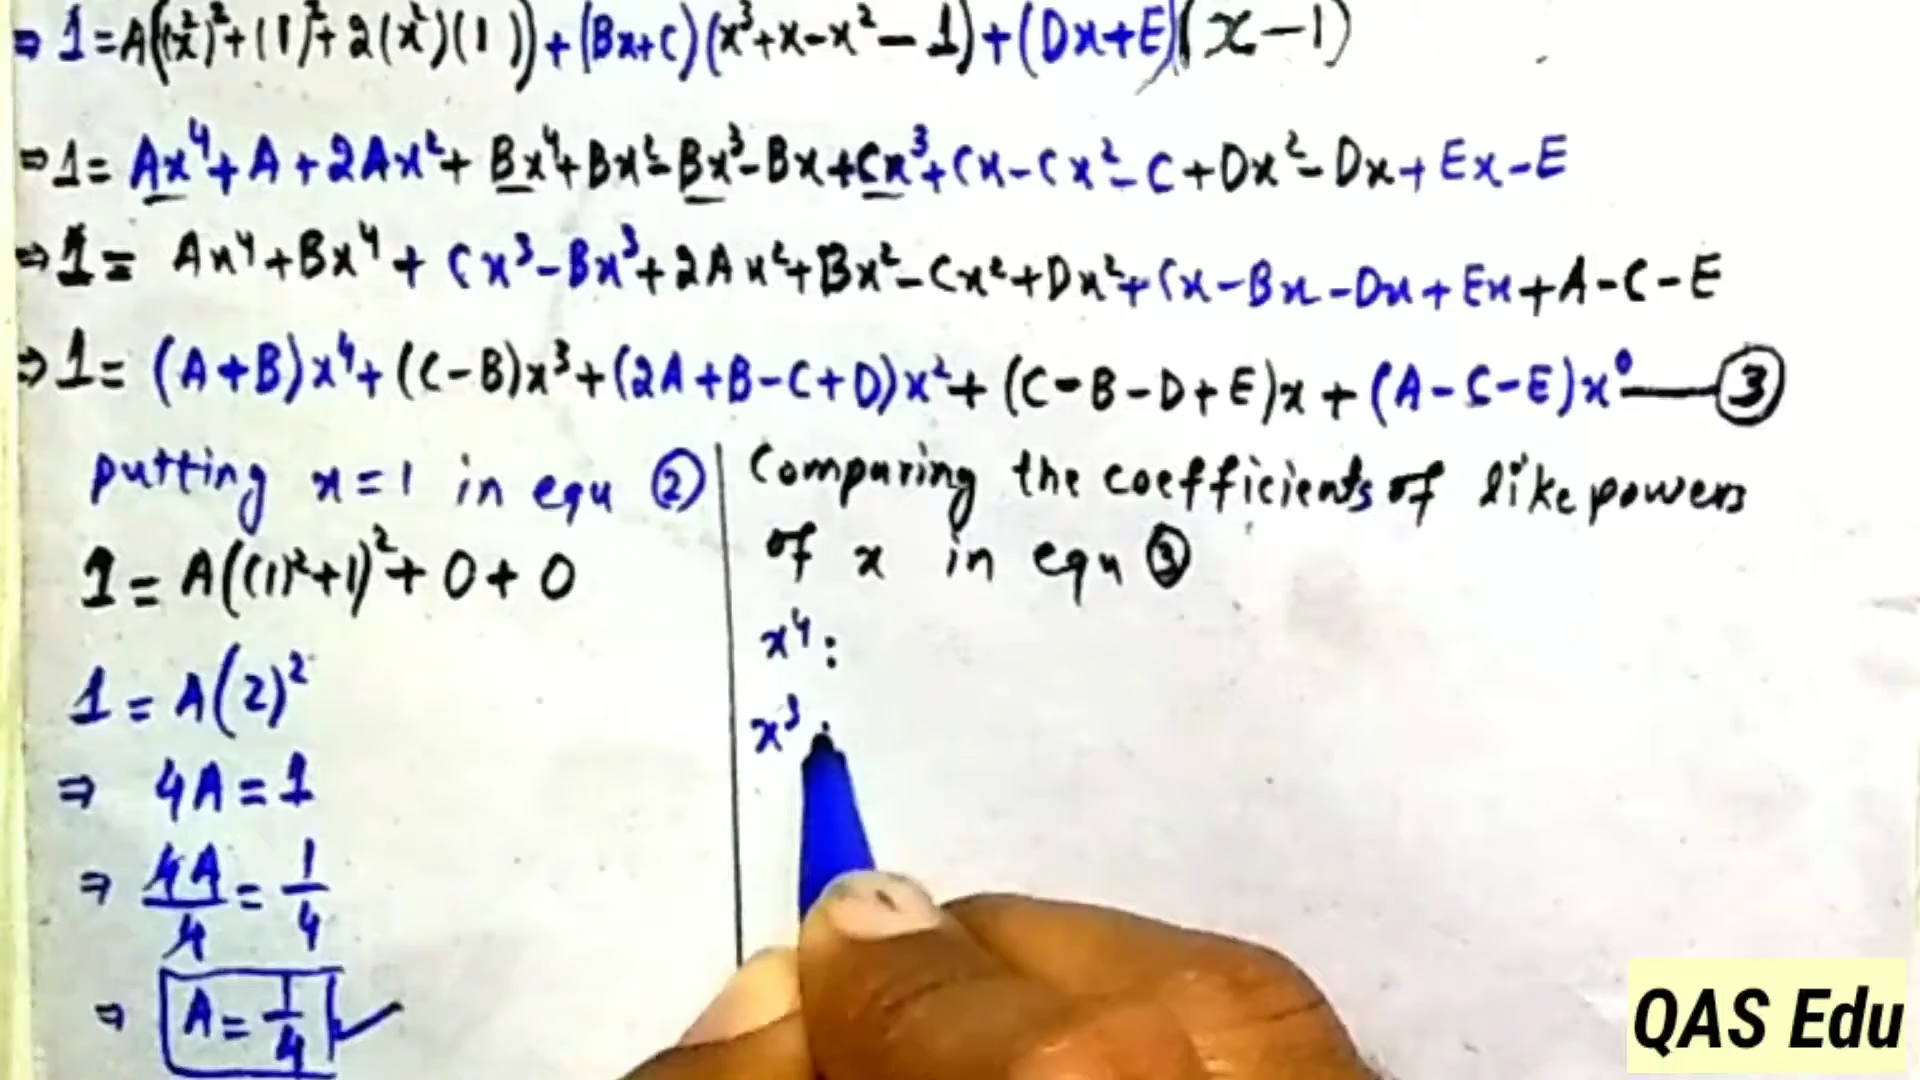 ⇒ 1 = A((x²)² + (1)² + 2(x²)(1)) + (Bx+C)(x³+x-x²-1) + (Dx+E)(x-1)
⇒ 1 = Ax⁴ + A + 2Ax² + Bx⁴ + Bx² - Bx³ - Bx + Cx³ + Cx - Cx² - C + Dx² - Dx + Ex - E
⇒ 1 = Ax⁴ + Bx⁴ + Cx³ - Bx³ + 2Ax² + Bx² - Cx² + Dx² + Cx - Bx - Dx + Ex + A - C - E
⇒ 1 = (A+B)x⁴ + (C-B)x³ + (2A+B-C+D)x² + (C-B-D+E)x + (A-C-E)x⁰ —— ③
putting x=1 in equ ②
1 = A((1)²+1)² + 0 + 0
1 = A(2)²
⇒ 4A = 1
⇒ 4A/4 = 1/4
⇒ A = 1/4 ✓
Comparing the coefficients of like powers
of x in equ ③
x⁴ :
x³ :
QAS Edu